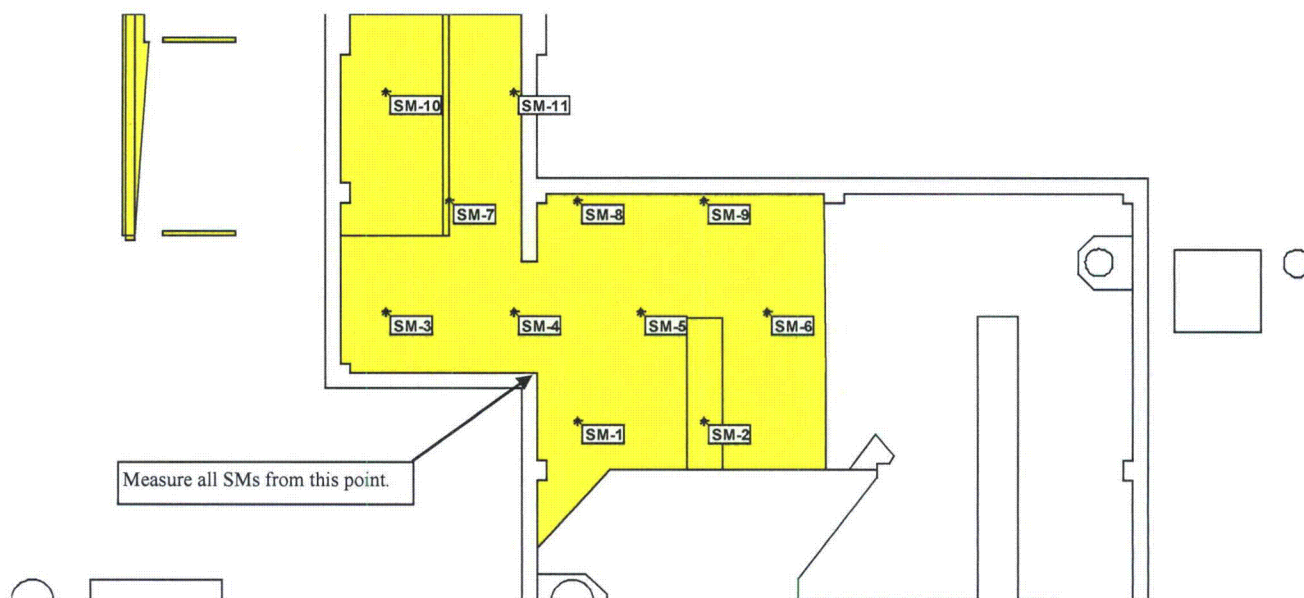 SM-10
SM-11
SM-7
SM-8
SM-9
SM-3
SM-4
SM-5
SM-6
SM-1
SM-2
Measure all SMs from this point.